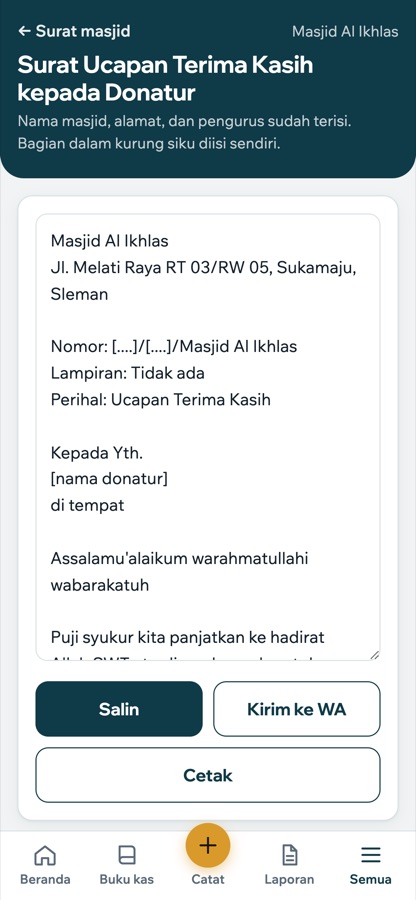 ← Surat masjid
Masjid Al Ikhlas
Surat Ucapan Terima Kasih
kepada Donatur
Nama masjid, alamat, dan pengurus sudah terisi.
Bagian dalam kurung siku diisi sendiri.
Masjid Al Ikhlas
Jl. Melati Raya RT 03/RW 05, Sukamaju,
Sleman
Nomor: [....]/[....]/Masjid Al Ikhlas
Lampiran: Tidak ada
Perihal: Ucapan Terima Kasih
Kepada Yth.
[nama donatur]
di tempat
Assalamu'alaikum warahmatullahi
wabarakatuh
Puji syukur kita panjatkan ke hadirat
Salin
Kirim ke WA
Cetak
Beranda
Buku kas
Catat
Laporan
Semua